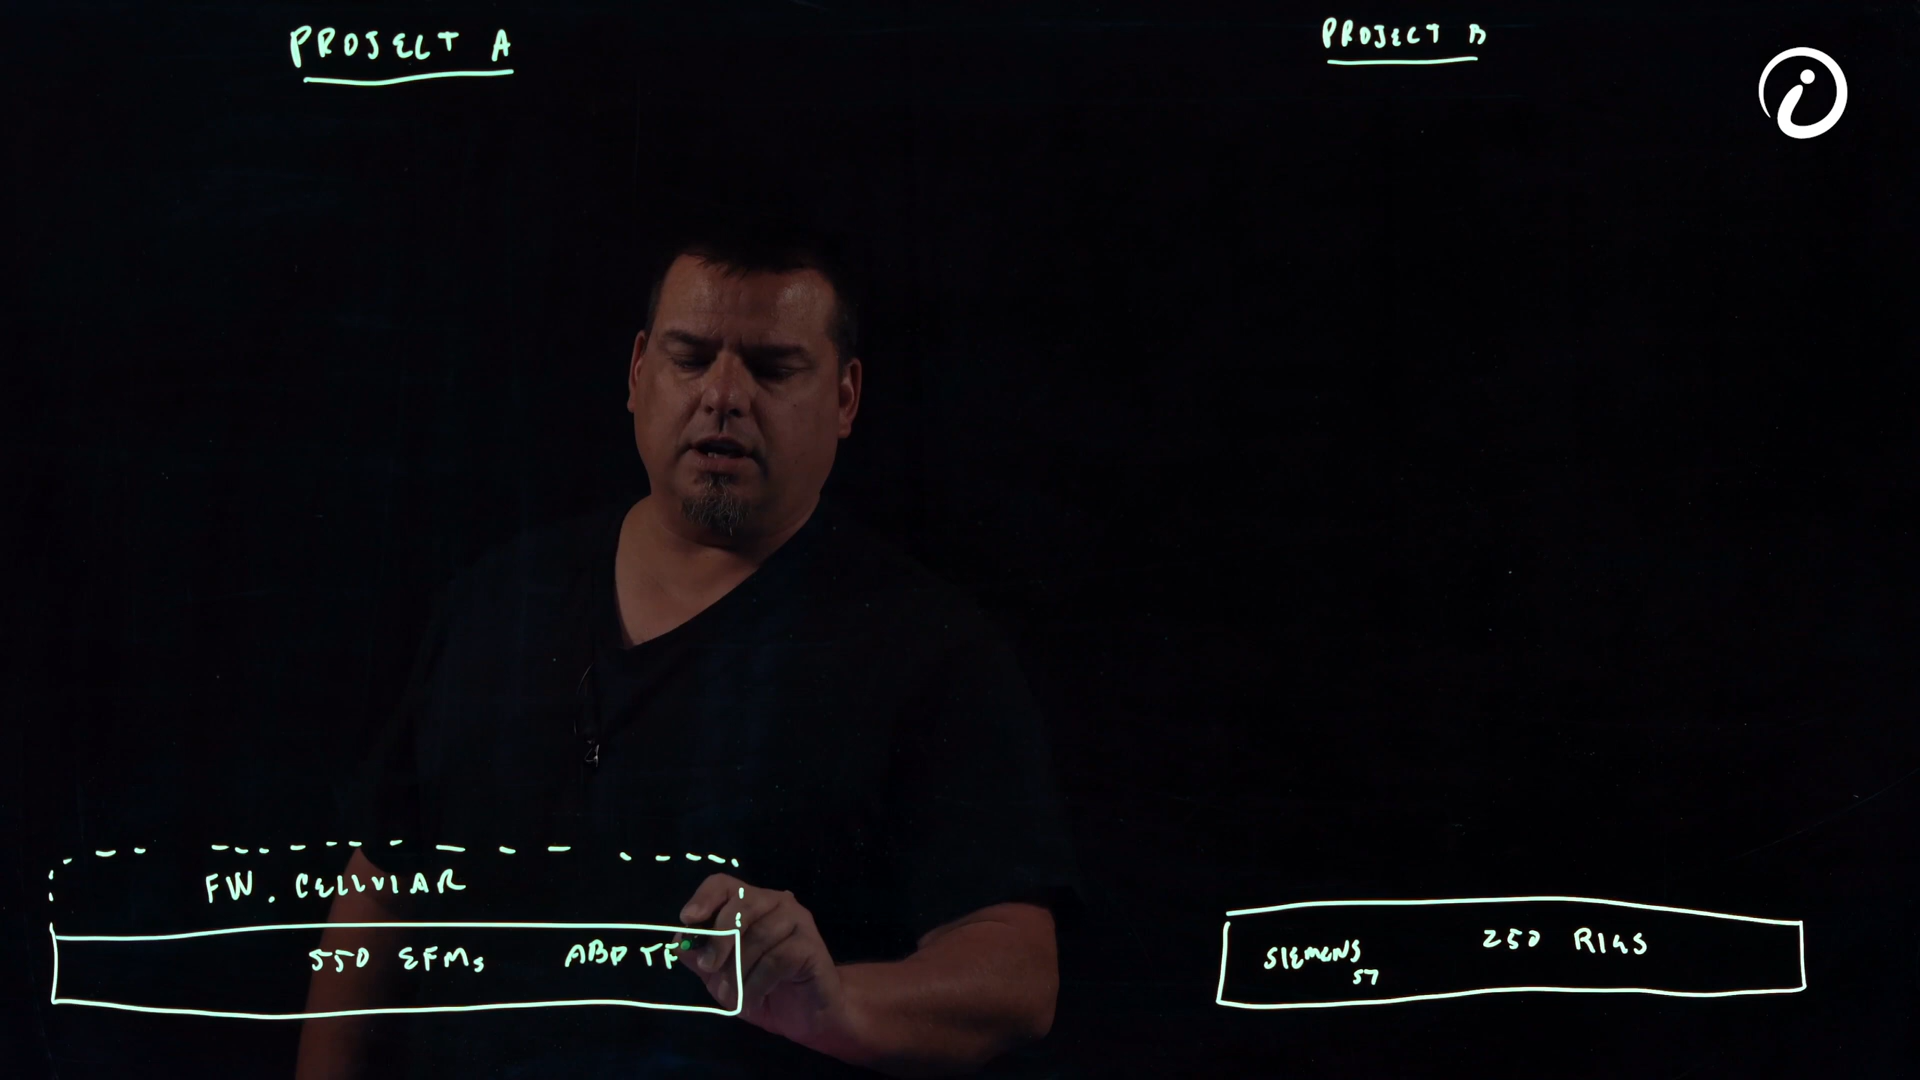 PROJECT A
PROJECT B
FW. CELLULAR
550 EFMs ABB TF
SIEMENS 250 RIGS
S7